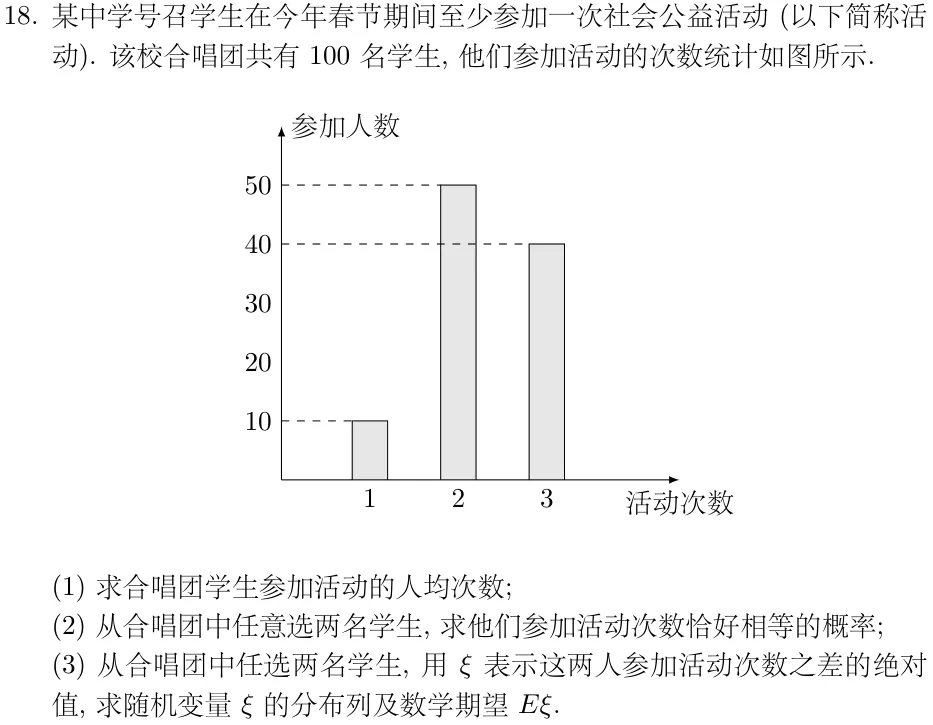 18. 某中学号召学生在今年春节期间至少参加一次社会公益活动 (以下简称活
动). 该校合唱团共有 100 名学生, 他们参加活动的次数统计如图所示.
参加人数
50
40
30
20
10
1 2 3
活动次数
(1) 求合唱团学生参加活动的人均次数;
(2) 从合唱团中任意选两名学生, 求他们参加活动次数恰好相等的概率;
(3) 从合唱团中任选两名学生, 用 ξ 表示这两人参加活动次数之差的绝对
值, 求随机变量 ξ 的分布列及数学期望 Eξ.